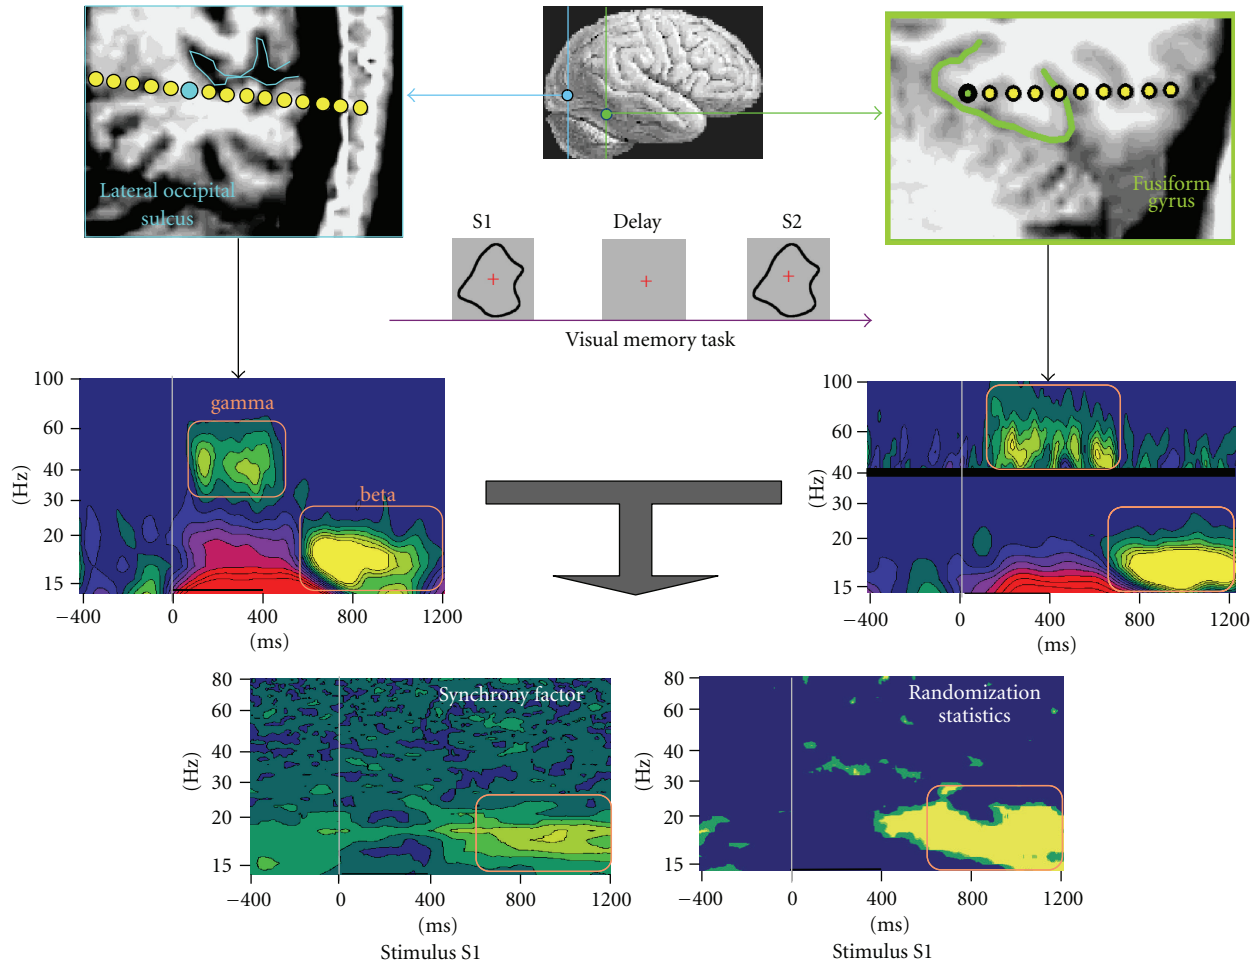 Lateral occipital
sulcus
Fusiform
gyrus
S1
Delay
S2
Visual memory task
100
60
40
30
20
15
(Hz)
gamma
beta
−400
0
400
800
1200
(ms)
100
60
40
30
20
15
(Hz)
−400
0
400
800
1200
(ms)
80
60
40
30
20
15
(Hz)
Synchrony factor
−400
0
400
800
1200
(ms)
Stimulus S1
80
60
40
30
20
15
(Hz)
Randomization
statistics
−400
0
400
800
1200
(ms)
Stimulus S1